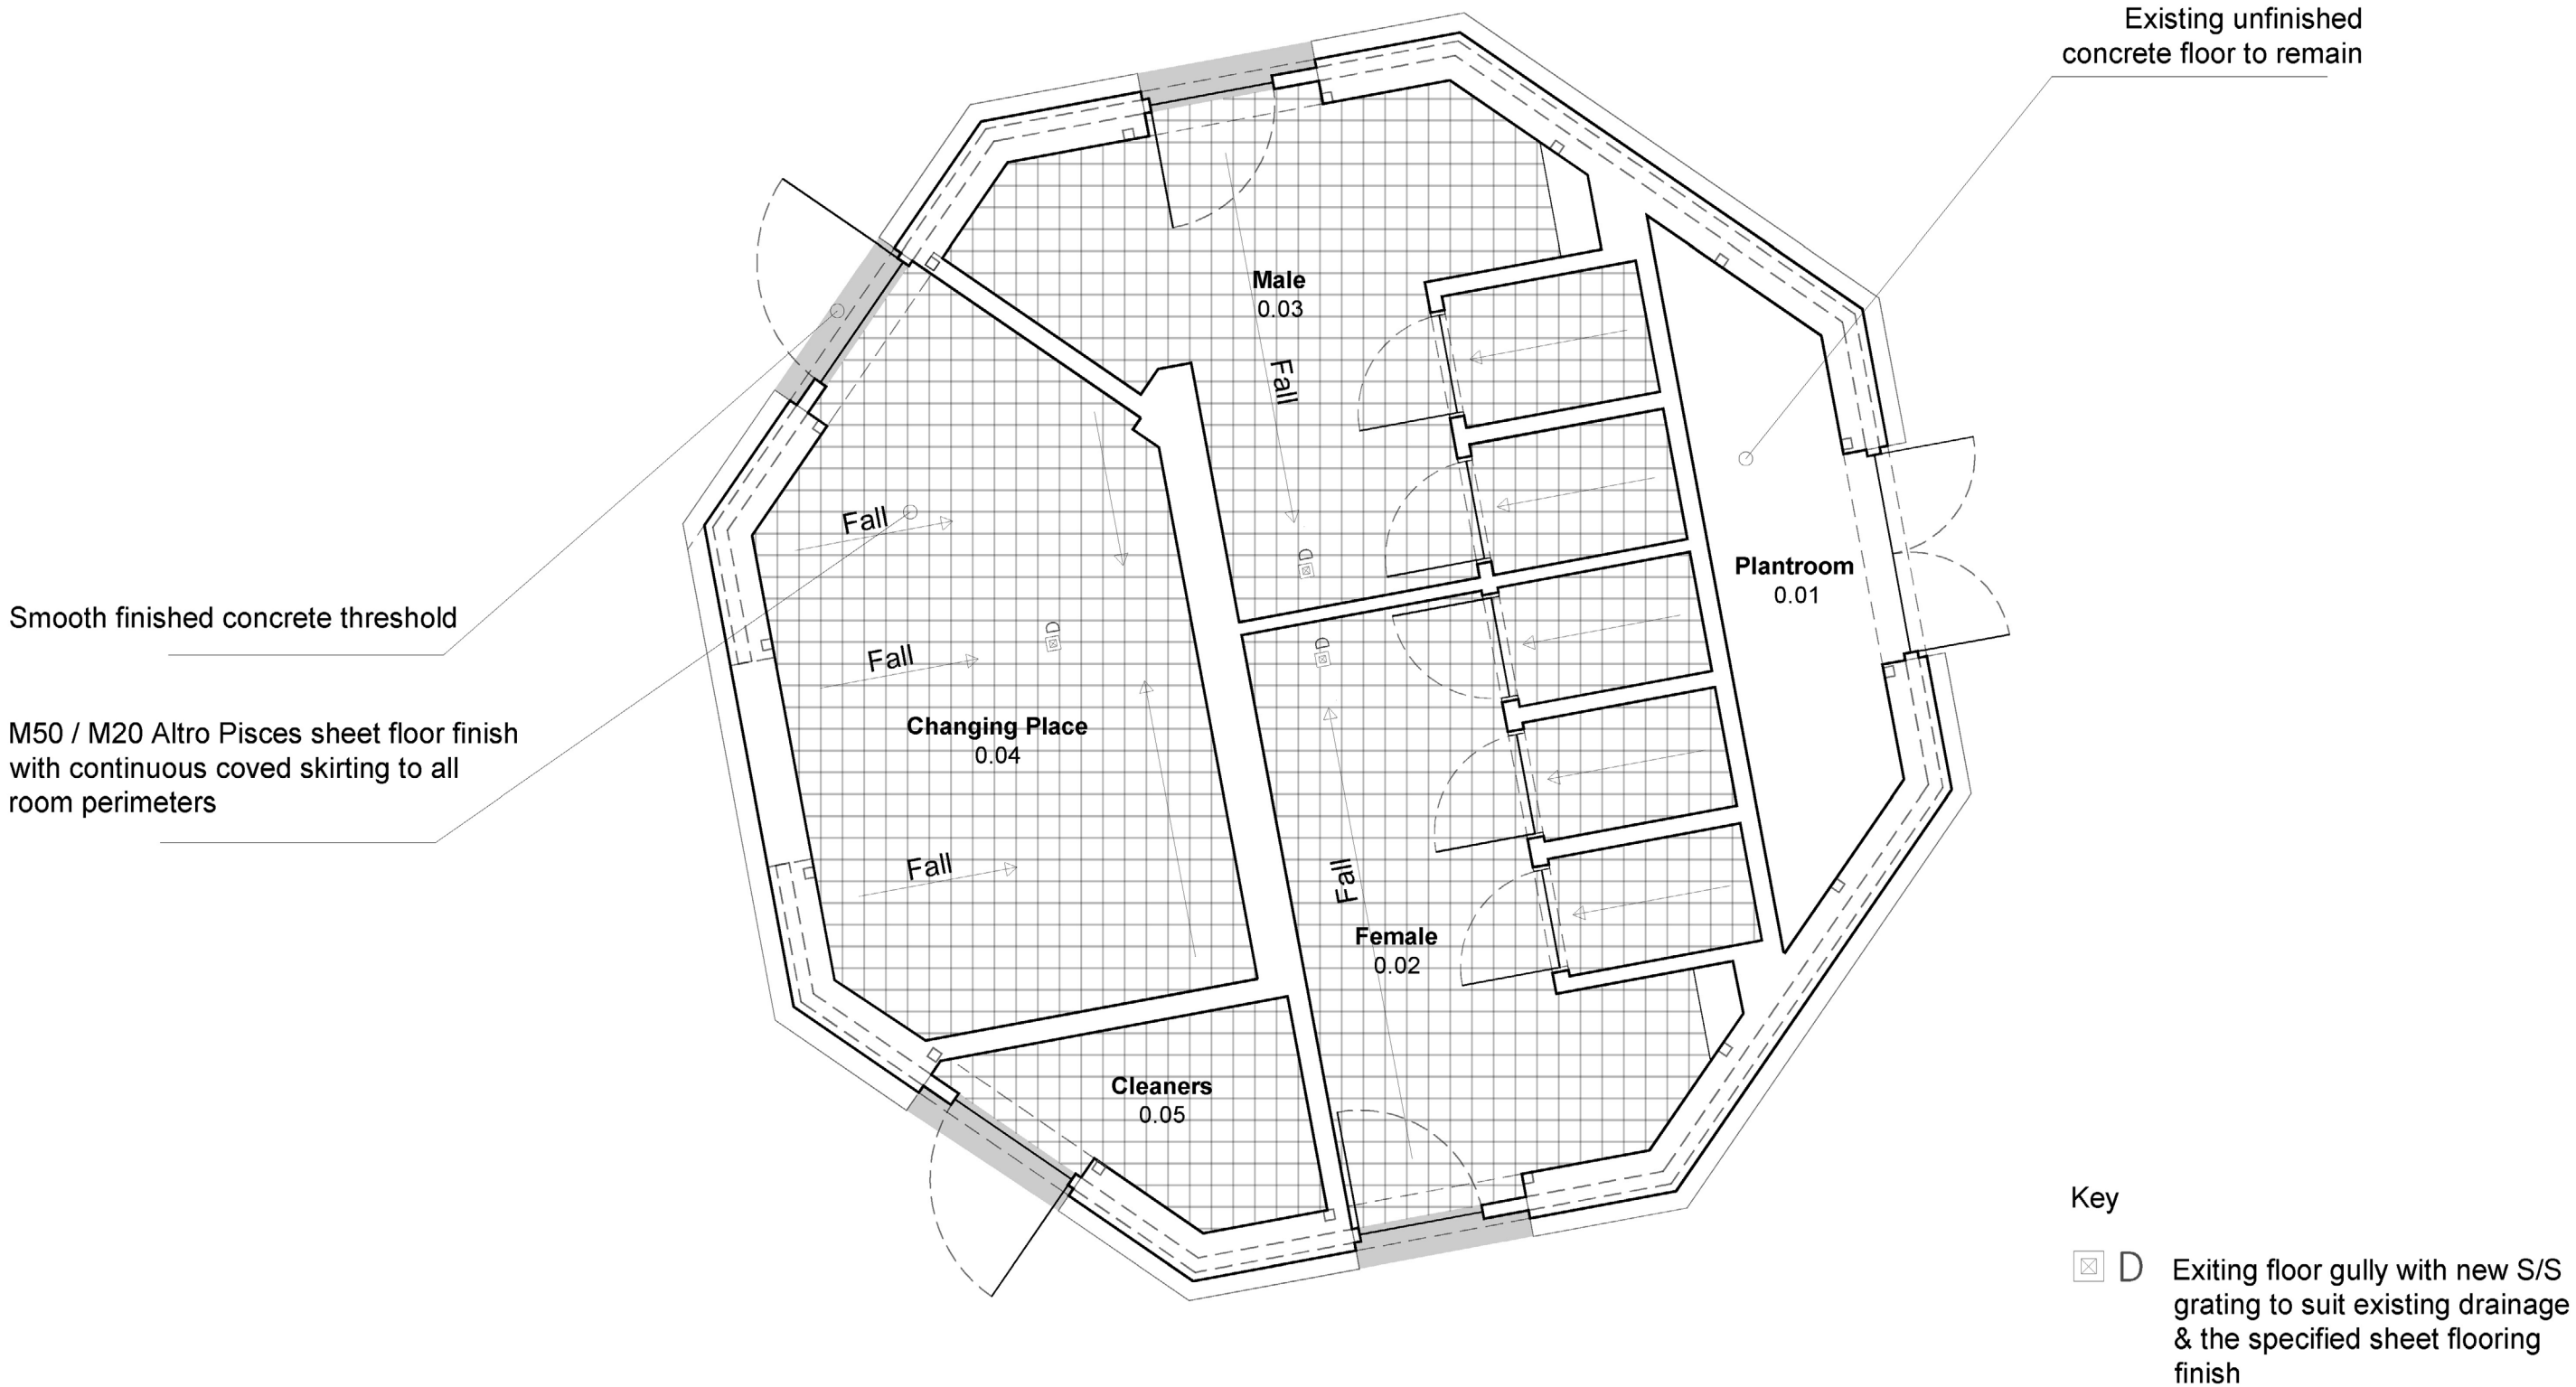 Existing unfinished
concrete floor to remain
Male
0.03
Fall
Fall
D
Plantroom
0.01
Smooth finished concrete threshold
D
D
Fall
M50 / M20 Altro Pisces sheet floor finish
with continuous coved skirting to all
room perimeters
Changing Place
0.04
Fall
Fall
Female
0.02
Cleaners
0.05
Key
D
Exiting floor gully with new S/S
grating to suit existing drainage
& the specified sheet flooring
finish